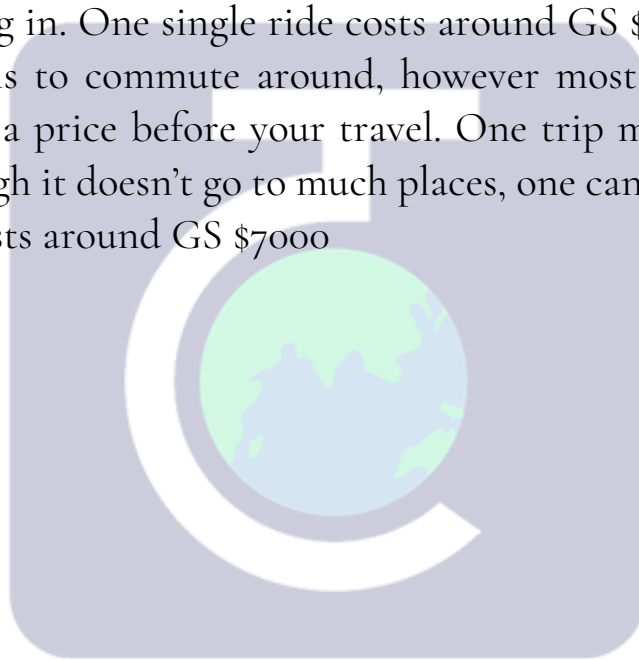 g in. One single ride costs around GS $
s to commute around, however most
a price before your travel. One trip m
gh it doesn't go to much places, one can
sts around GS $7000